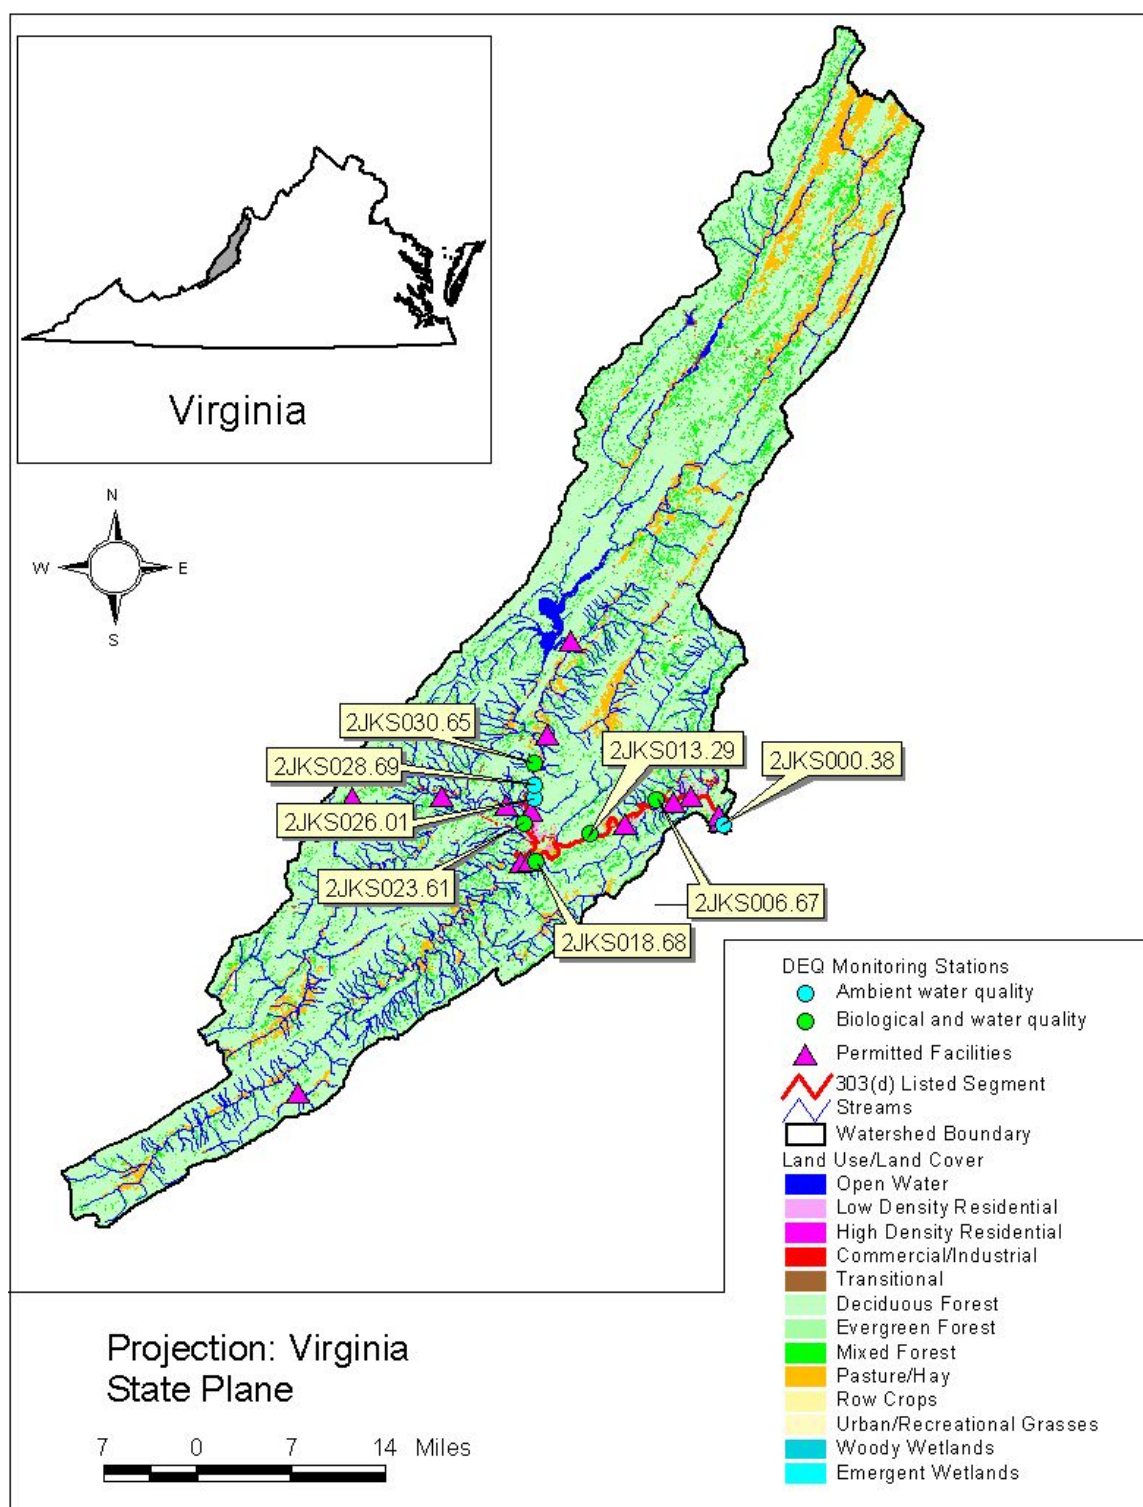 Virginia
N
W
E
S
2JKS030.65
2JKS013.29
2JKS028.69
2JKS000.38
2JKS026.01
2JKS023.61
2JKS006.67
2JKS018.68
DEQ Monitoring Stations
Ambient water quality
Biological and water quality
Permitted Facilities
303(d) Listed Segment
Streams
Watershed Boundary
Land Use/Land Cover
Open Water
Low Density Residential
High Density Residential
Commercial/Industrial
Transitional
Deciduous Forest
Evergreen Forest
Mixed Forest
Pasture/Hay
Row Crops
Urban/Recreational Grasses
Woody Wetlands
Emergent Wetlands
Projection: Virginia
State Plane
7 0 7 14 Miles